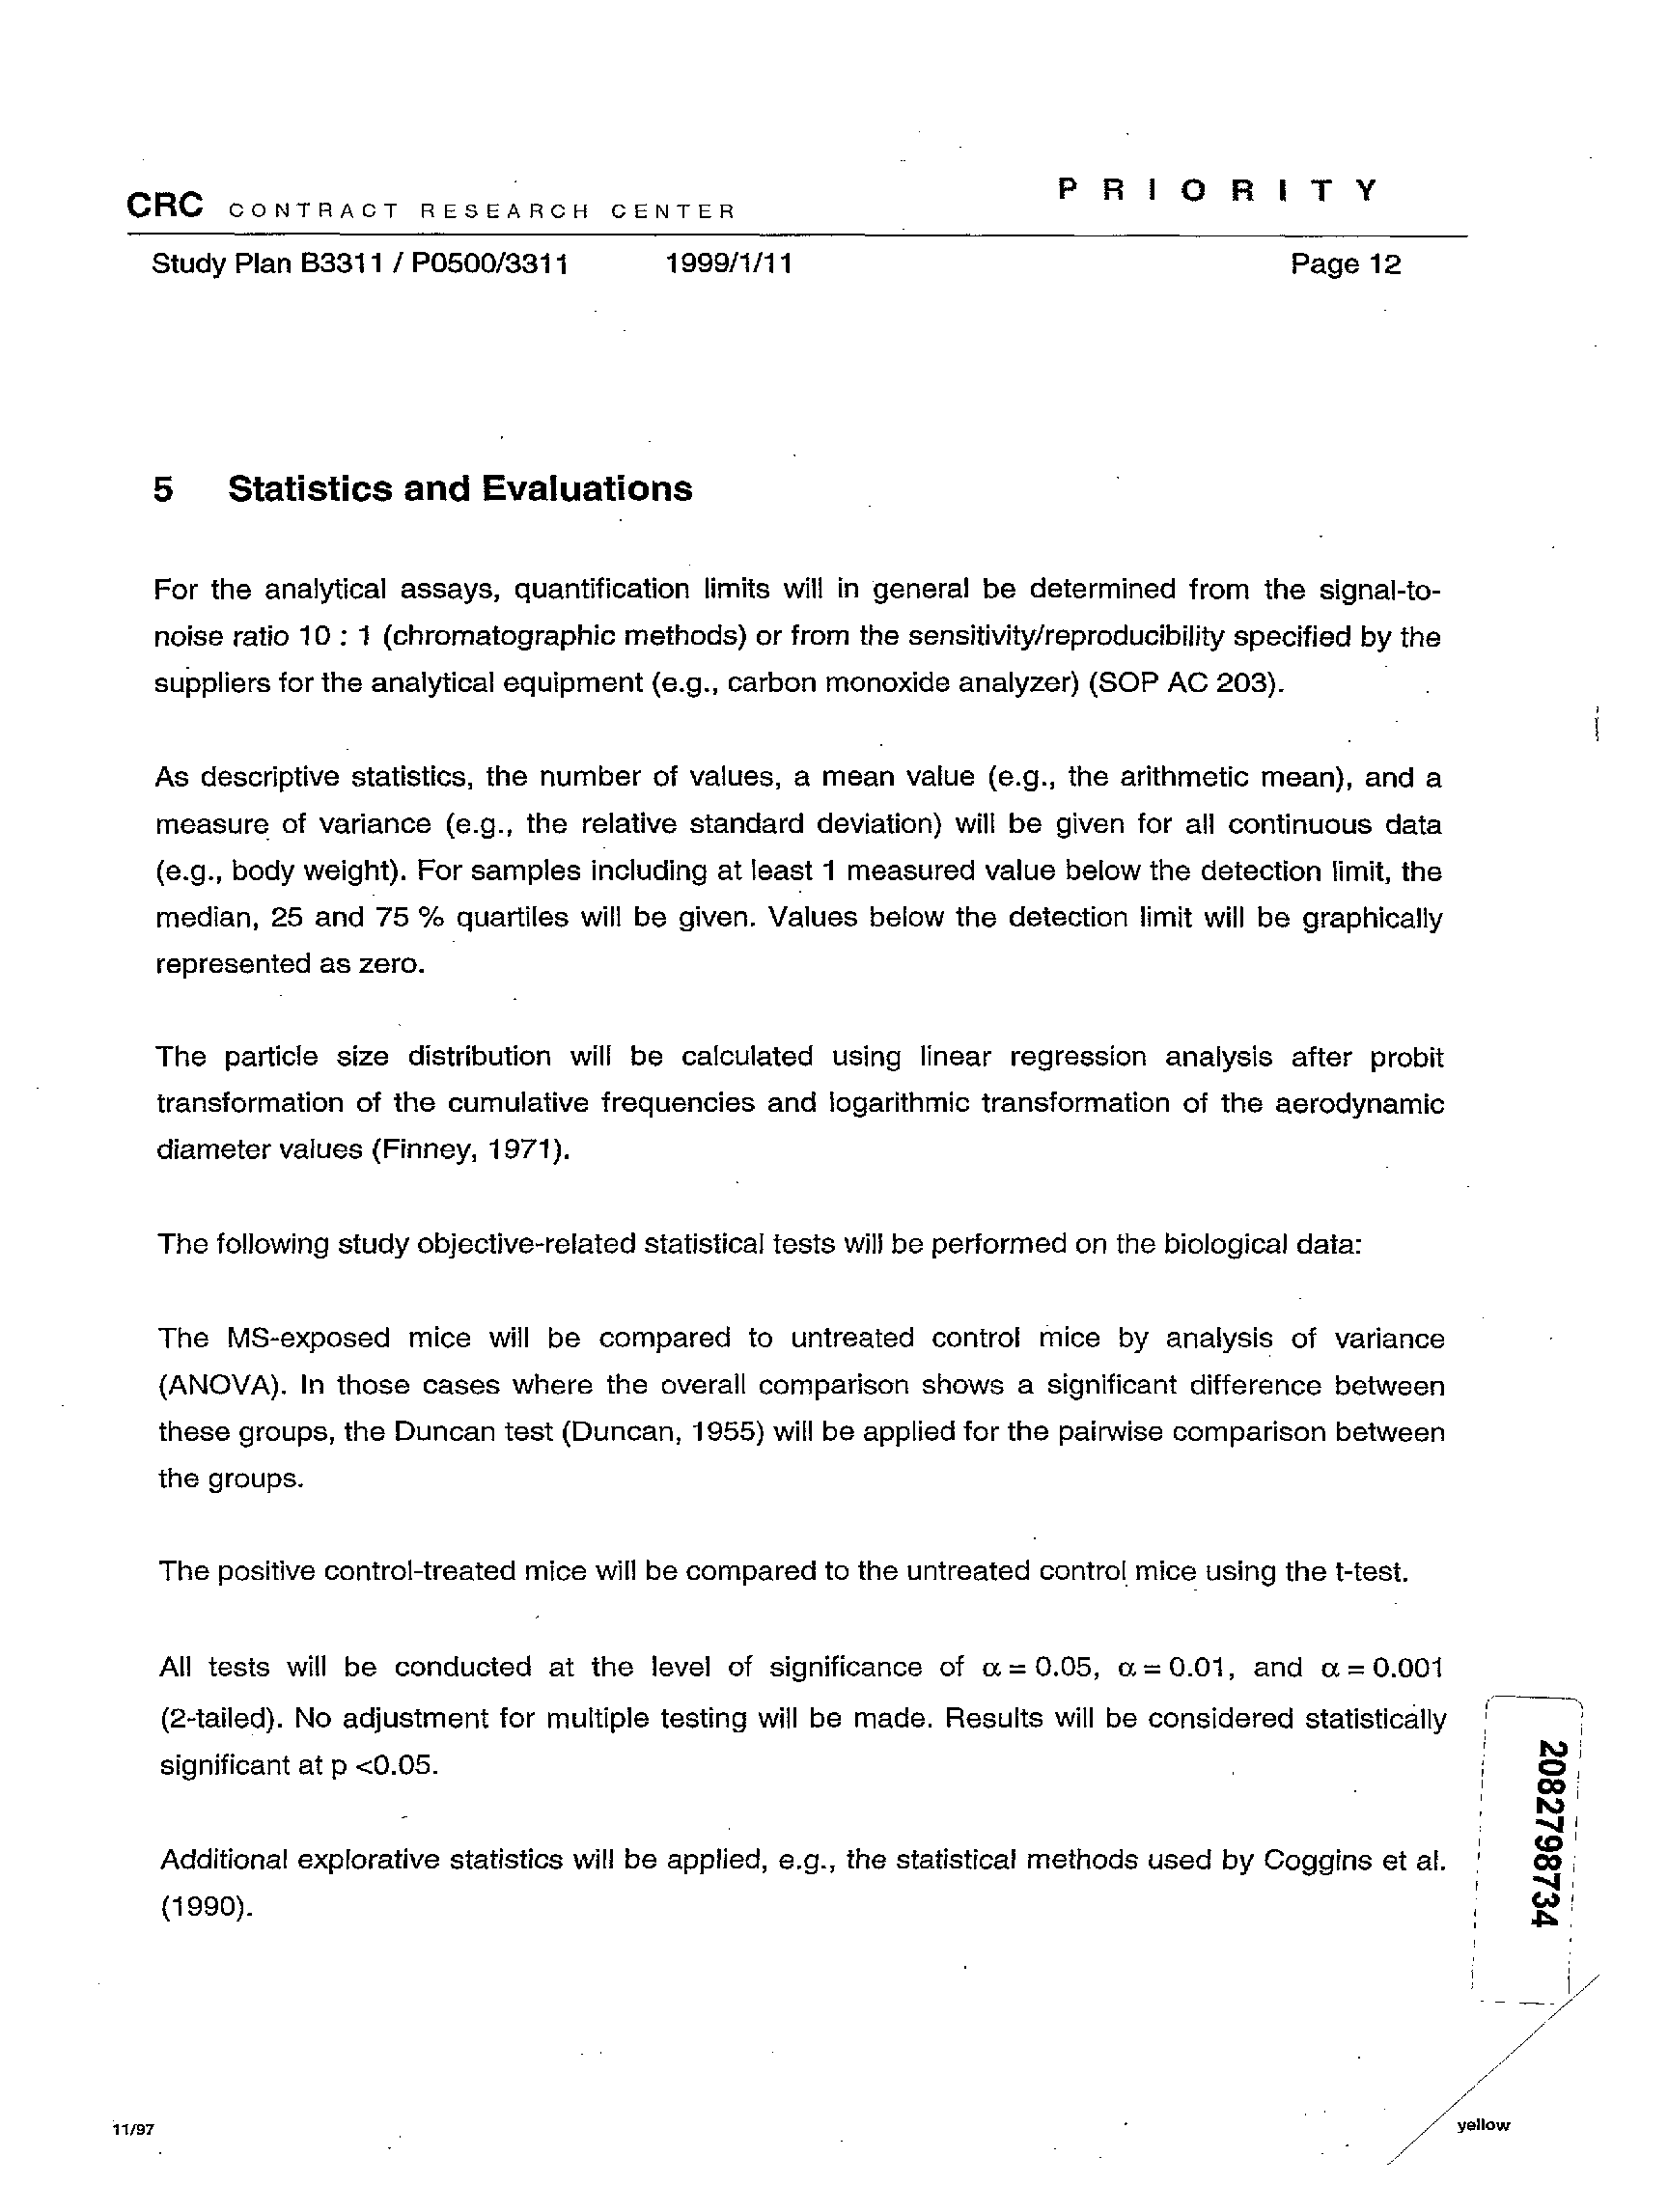 P R I O R I T Y
CRC CONTRACT RESEARCH CENTER
Study Plan B3311 / P0500/3311 1999/1/11 Page 12
5 Statistics and Evaluations
For the analytical assays, quantification limits will in general be determined from the signal-to-
noise ratio 10 : 1 (chromatographic methods) or from the sensitivity/reproducibility specified by the
suppliers for the analytical equipment (e.g., carbon monoxide analyzer) (SOP AC 203).
As descriptive statistics, the number of values, a mean value (e.g., the arithmetic mean), and a
measure of variance (e.g., the relative standard deviation) will be given for all continuous data
(e.g., body weight). For samples including at least 1 measured value below the detection limit, the
median, 25 and 75 % quartiles will be given. Values below the detection limit will be graphically
represented as zero.
The particle size distribution will be calculated using linear regression analysis after probit
transformation of the cumulative frequencies and logarithmic transformation of the aerodynamic
diameter values (Finney, 1971).
The following study objective-related statistical tests will be performed on the biological data:
The MS-exposed mice will be compared to untreated control mice by analysis of variance
(ANOVA). In those cases where the overall comparison shows a significant difference between
these groups, the Duncan test (Duncan, 1955) will be applied for the pairwise comparison between
the groups.
The positive control-treated mice will be compared to the untreated control mice using the t-test.
All tests will be conducted at the level of significance of α = 0.05, α = 0.01, and α = 0.001
(2-tailed). No adjustment for multiple testing will be made. Results will be considered statistically
significant at p <0.05.
Additional explorative statistics will be applied, e.g., the statistical methods used by Coggins et al.
(1990).
2082798734
11/97 yellow